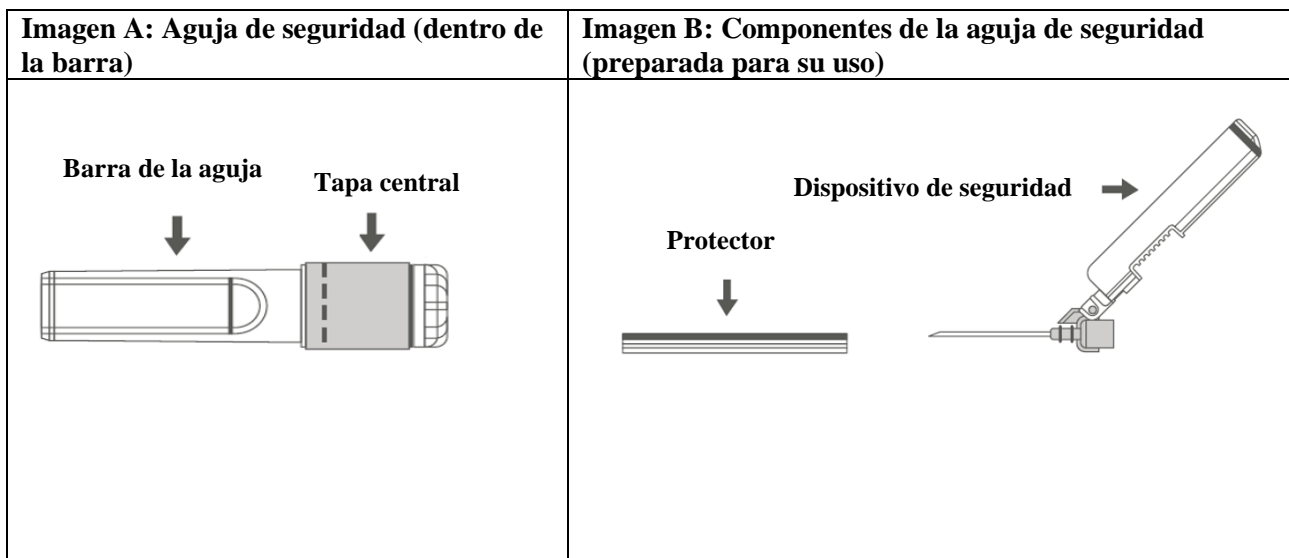 Imagen A: Aguja de seguridad (dentro de
la barra)
Imagen B: Componentes de la aguja de seguridad
(preparada para su uso)
Barra de la aguja
Tapa central
Dispositivo de seguridad
Protector